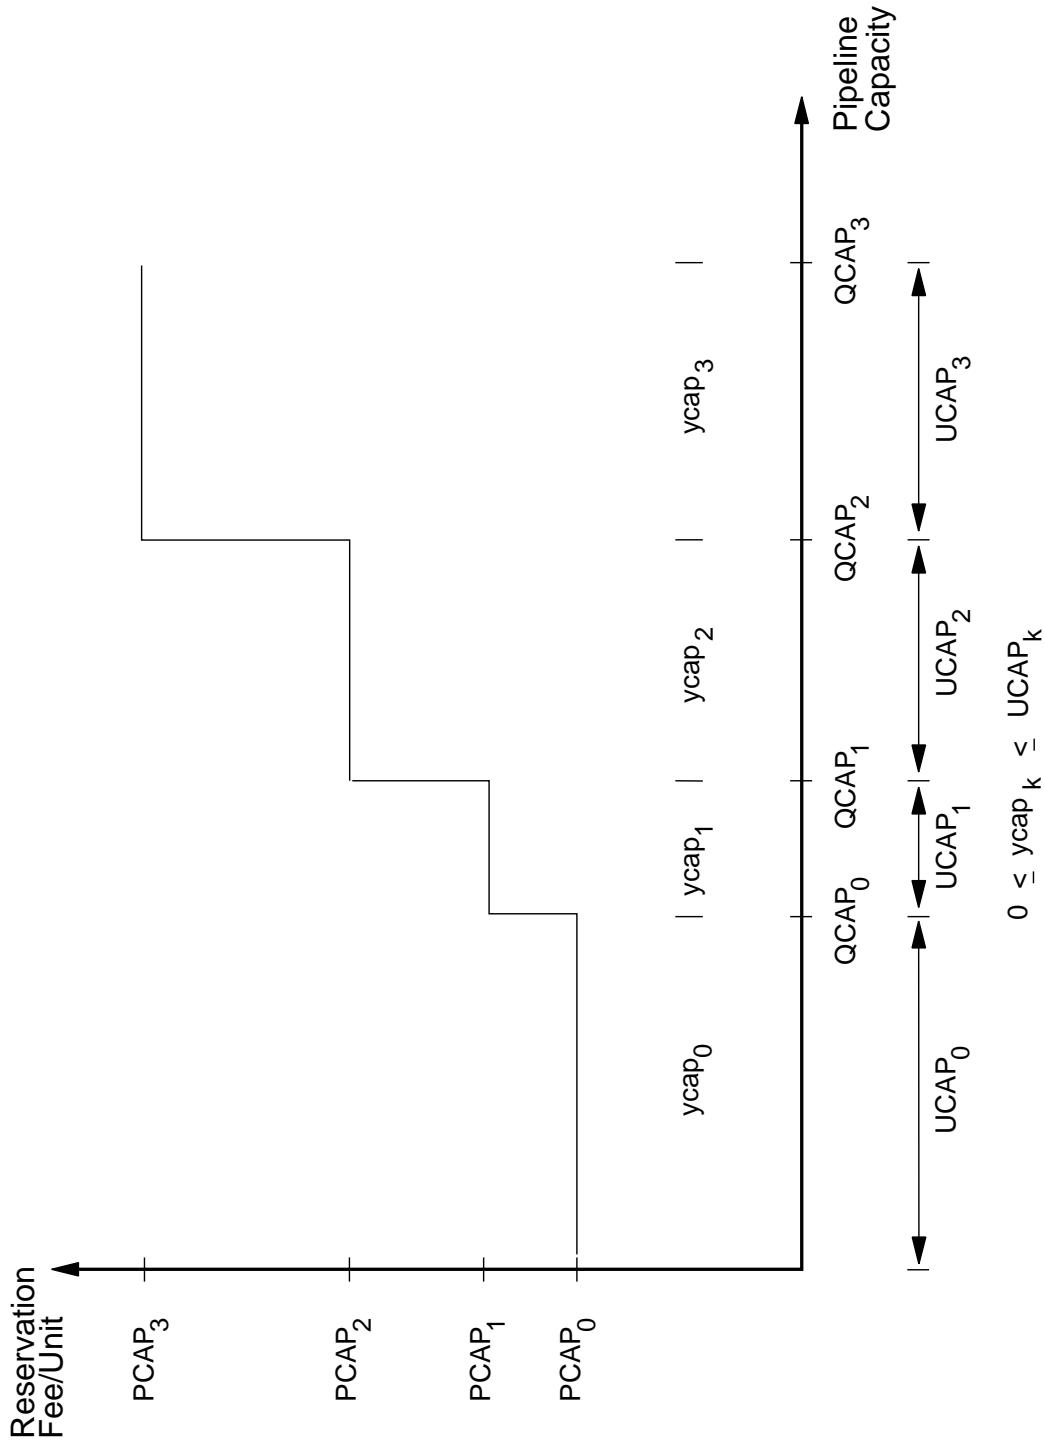 Reservation
Fee/Unit
PCAP3
PCAP2
PCAP1
PCAP0
ycap0
ycap1
ycap2
ycap3
QCAP0
QCAP1
QCAP2
QCAP3
Pipeline
Capacity
UCAP0
UCAP1
UCAP2
UCAP3
0 ≤ ycapk ≤ UCAPk